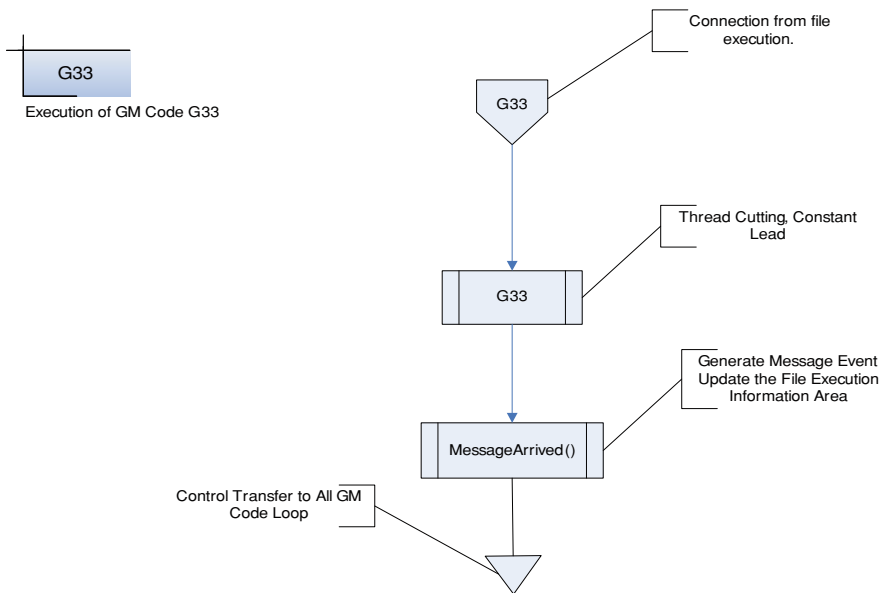 G33
Execution of GM Code G33
Connection from file
execution.
G33
Thread Cutting, Constant
Lead
G33
Generate Message Event
Update the File Execution
Information Area
MessageArrived()
Control Transfer to All GM
Code Loop